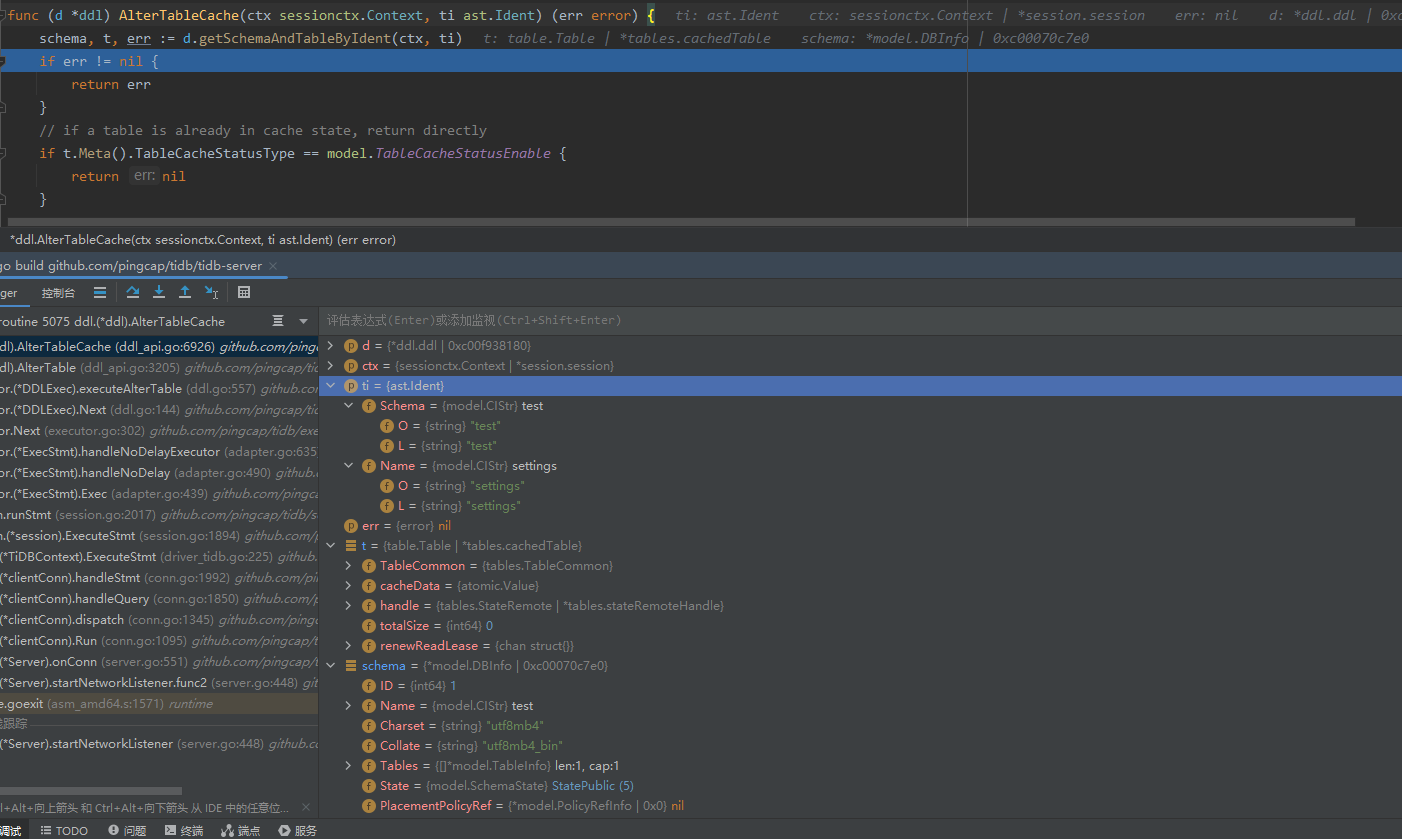 func (d *ddl) AlterTableCache(ctx sessionctx.Context, ti ast.Ident) (err error) { ti: ast.Ident ctx: sessionctx.Context | *session.session err: nil d: *ddl.ddl | 0xc0
schema, t, err := d.getSchemaAndTableByIdent(ctx, ti) t: table.Table | *tables.cachedTable schema: *model.DBInfo | 0xc00070c7e0
if err != nil {
return err
}
// if a table is already in cache state, return directly
if t.Meta().TableCacheStatusType == model.TableCacheStatusEnable {
return err: nil
}
*ddl.AlterTableCache(ctx sessionctx.Context, ti ast.Ident) (err error)
go build github.com/pingcap/tidb/tidb-server
ger 控制台
routine 5075 ddl.(*ddl).AlterTableCache
dl).AlterTableCache (ddl_api.go:6926) github.com/pingc
dl).AlterTable (ddl_api.go:3205) github.com/pingcap/tid
or.(*DDLExec).executeAlterTable (ddl.go:557) github.co
or.(*DDLExec).Next (ddl.go:144) github.com/pingcap/tid
or.Next (executor.go:302) github.com/pingcap/tidb/exe
or.(*ExecStmt).handleNoDelayExecutor (adapter.go:635
or.(*ExecStmt).handleNoDelay (adapter.go:490) github.
or.(*ExecStmt).Exec (adapter.go:439) github.com/pingca
n.runStmt (session.go:2017) github.com/pingcap/tidb/s
n.(*session).ExecuteStmt (session.go:1894) github.com/p
(*TiDBContext).ExecuteStmt (driver_tidb.go:225) github.
(*clientConn).handleStmt (conn.go:1992) github.com/pi
(*clientConn).handleQuery (conn.go:1850) github.com/p
(*clientConn).dispatch (conn.go:1345) github.com/pingc
(*clientConn).Run (conn.go:1095) github.com/pingcap/t
(*Server).onConn (server.go:551) github.com/pingcap/t
(*Server).startNetworkListener.func2 (server.go:448) git
e.goexit (asm_amd64.s:1571) runtime
跟踪
(*Server).startNetworkListener (server.go:448) github.co
rl+Alt+向上箭头 和 Ctrl+Alt+向下箭头 从 IDE 中的任意位...
评估表达式(Enter)或添加监视(Ctrl+Shift+Enter)
p d = {*ddl.ddl | 0xc00f938180}
p ctx = {sessionctx.Context | *session.session}
p ti = {ast.Ident}
f Schema = {model.CIStr} test
f O = {string} "test"
f L = {string} "test"
f Name = {model.CIStr} settings
f O = {string} "settings"
f L = {string} "settings"
p err = {error} nil
t = {table.Table | *tables.cachedTable}
f TableCommon = {tables.TableCommon}
f cacheData = {atomic.Value}
f handle = {tables.StateRemote | *tables.stateRemoteHandle}
f totalSize = {int64} 0
f renewReadLease = {chan struct{}}
schema = {*model.DBInfo | 0xc00070c7e0}
f ID = {int64} 1
f Name = {model.CIStr} test
f Charset = {string} "utf8mb4"
f Collate = {string} "utf8mb4_bin"
f Tables = {[]*model.TableInfo} len:1, cap:1
f State = {model.SchemaState} StatePublic (5)
f PlacementPolicyRef = {*model.PolicyRefInfo | 0x0} nil
调试 TODO 问题 终端 端点 服务